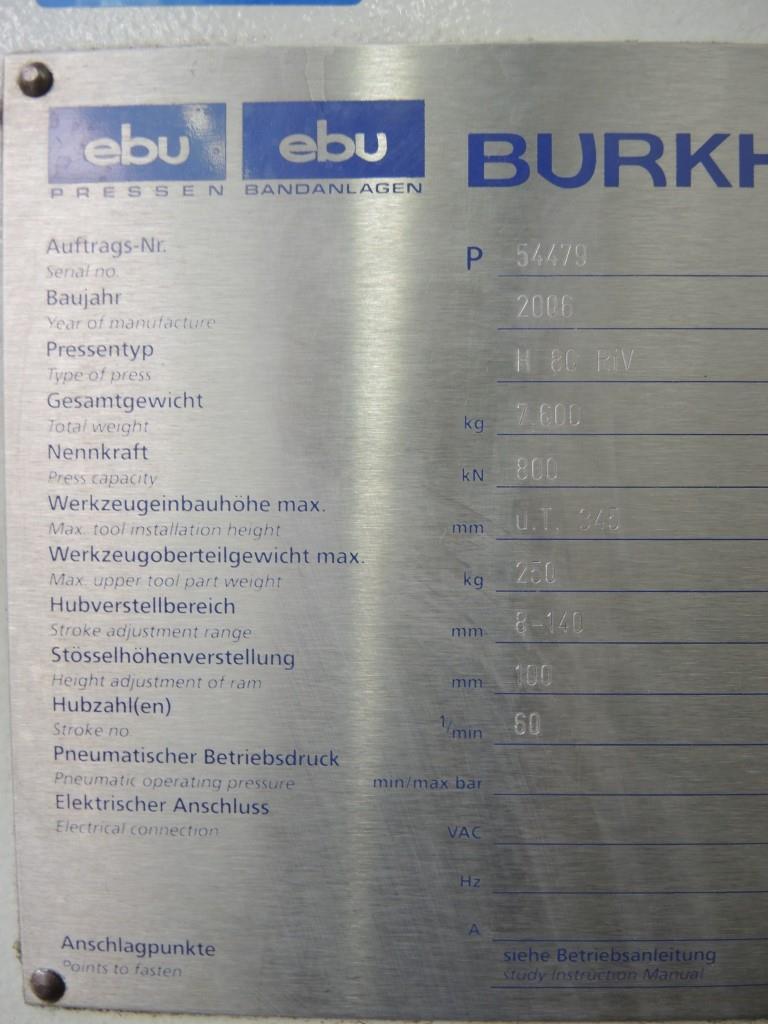 ebu ebu BURKH
PRESSEN BANDANLAGEN
Auftrags-Nr. P 54479
Serial no.
Baujahr 2006
Year of manufacture
Pressentyp H 80 RiV
Type of press
Gesamtgewicht
Total weight kg 7.600
Nennkraft
Press capacity kN 800
Werkzeugeinbauhöhe max.
Max. tool installation height mm U.T. 345
Werkzeugoberteilgewicht max.
Max. upper tool part weight kg 250
Hubverstellbereich
Stroke adjustment range mm 8-140
Stösselhöhenverstellung
Height adjustment of ram mm 100
Hubzahl(en)
Stroke no 1/min 60
Pneumatischer Betriebsdruck
Pneumatic operating pressure min/max bar
Elektrischer Anschluss
Electrical connection VAC
Hz
A
Anschlagpunkte siehe Betriebsanleitung
Points to fasten Study Instruction Manual